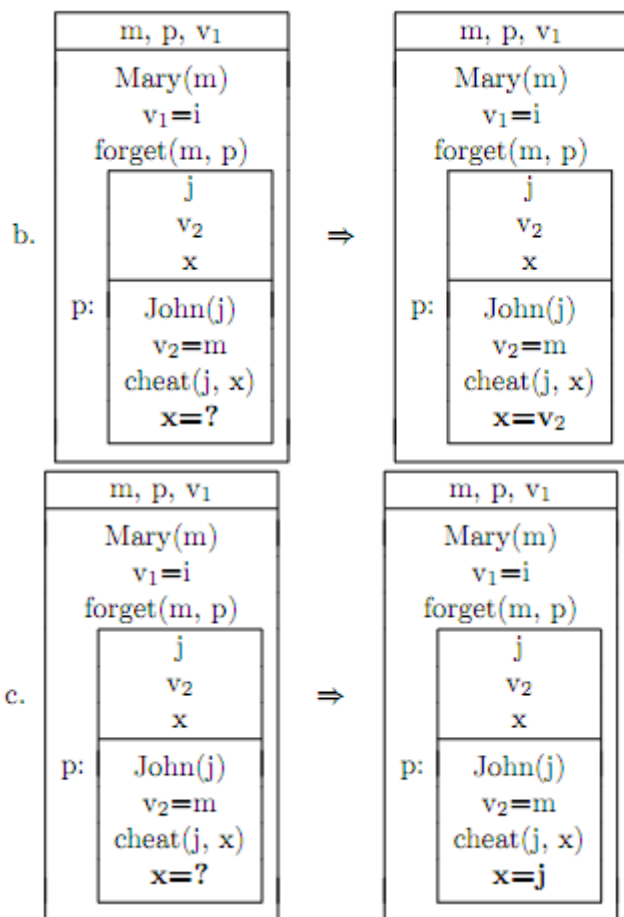 m, p, v₁ m, p, v₁
Mary(m) Mary(m)
v₁=i v₁=i
forget(m, p) forget(m, p)
j j
b. v₂ ⇒ v₂
x x
p: John(j) p: John(j)
v₂=m v₂=m
cheat(j, x) cheat(j, x)
x=? x=v₂
m, p, v₁ m, p, v₁
Mary(m) Mary(m)
v₁=i v₁=i
forget(m, p) forget(m, p)
j j
c. v₂ ⇒ v₂
x x
p: John(j) p: John(j)
v₂=m v₂=m
cheat(j, x) cheat(j, x)
x=? x=j